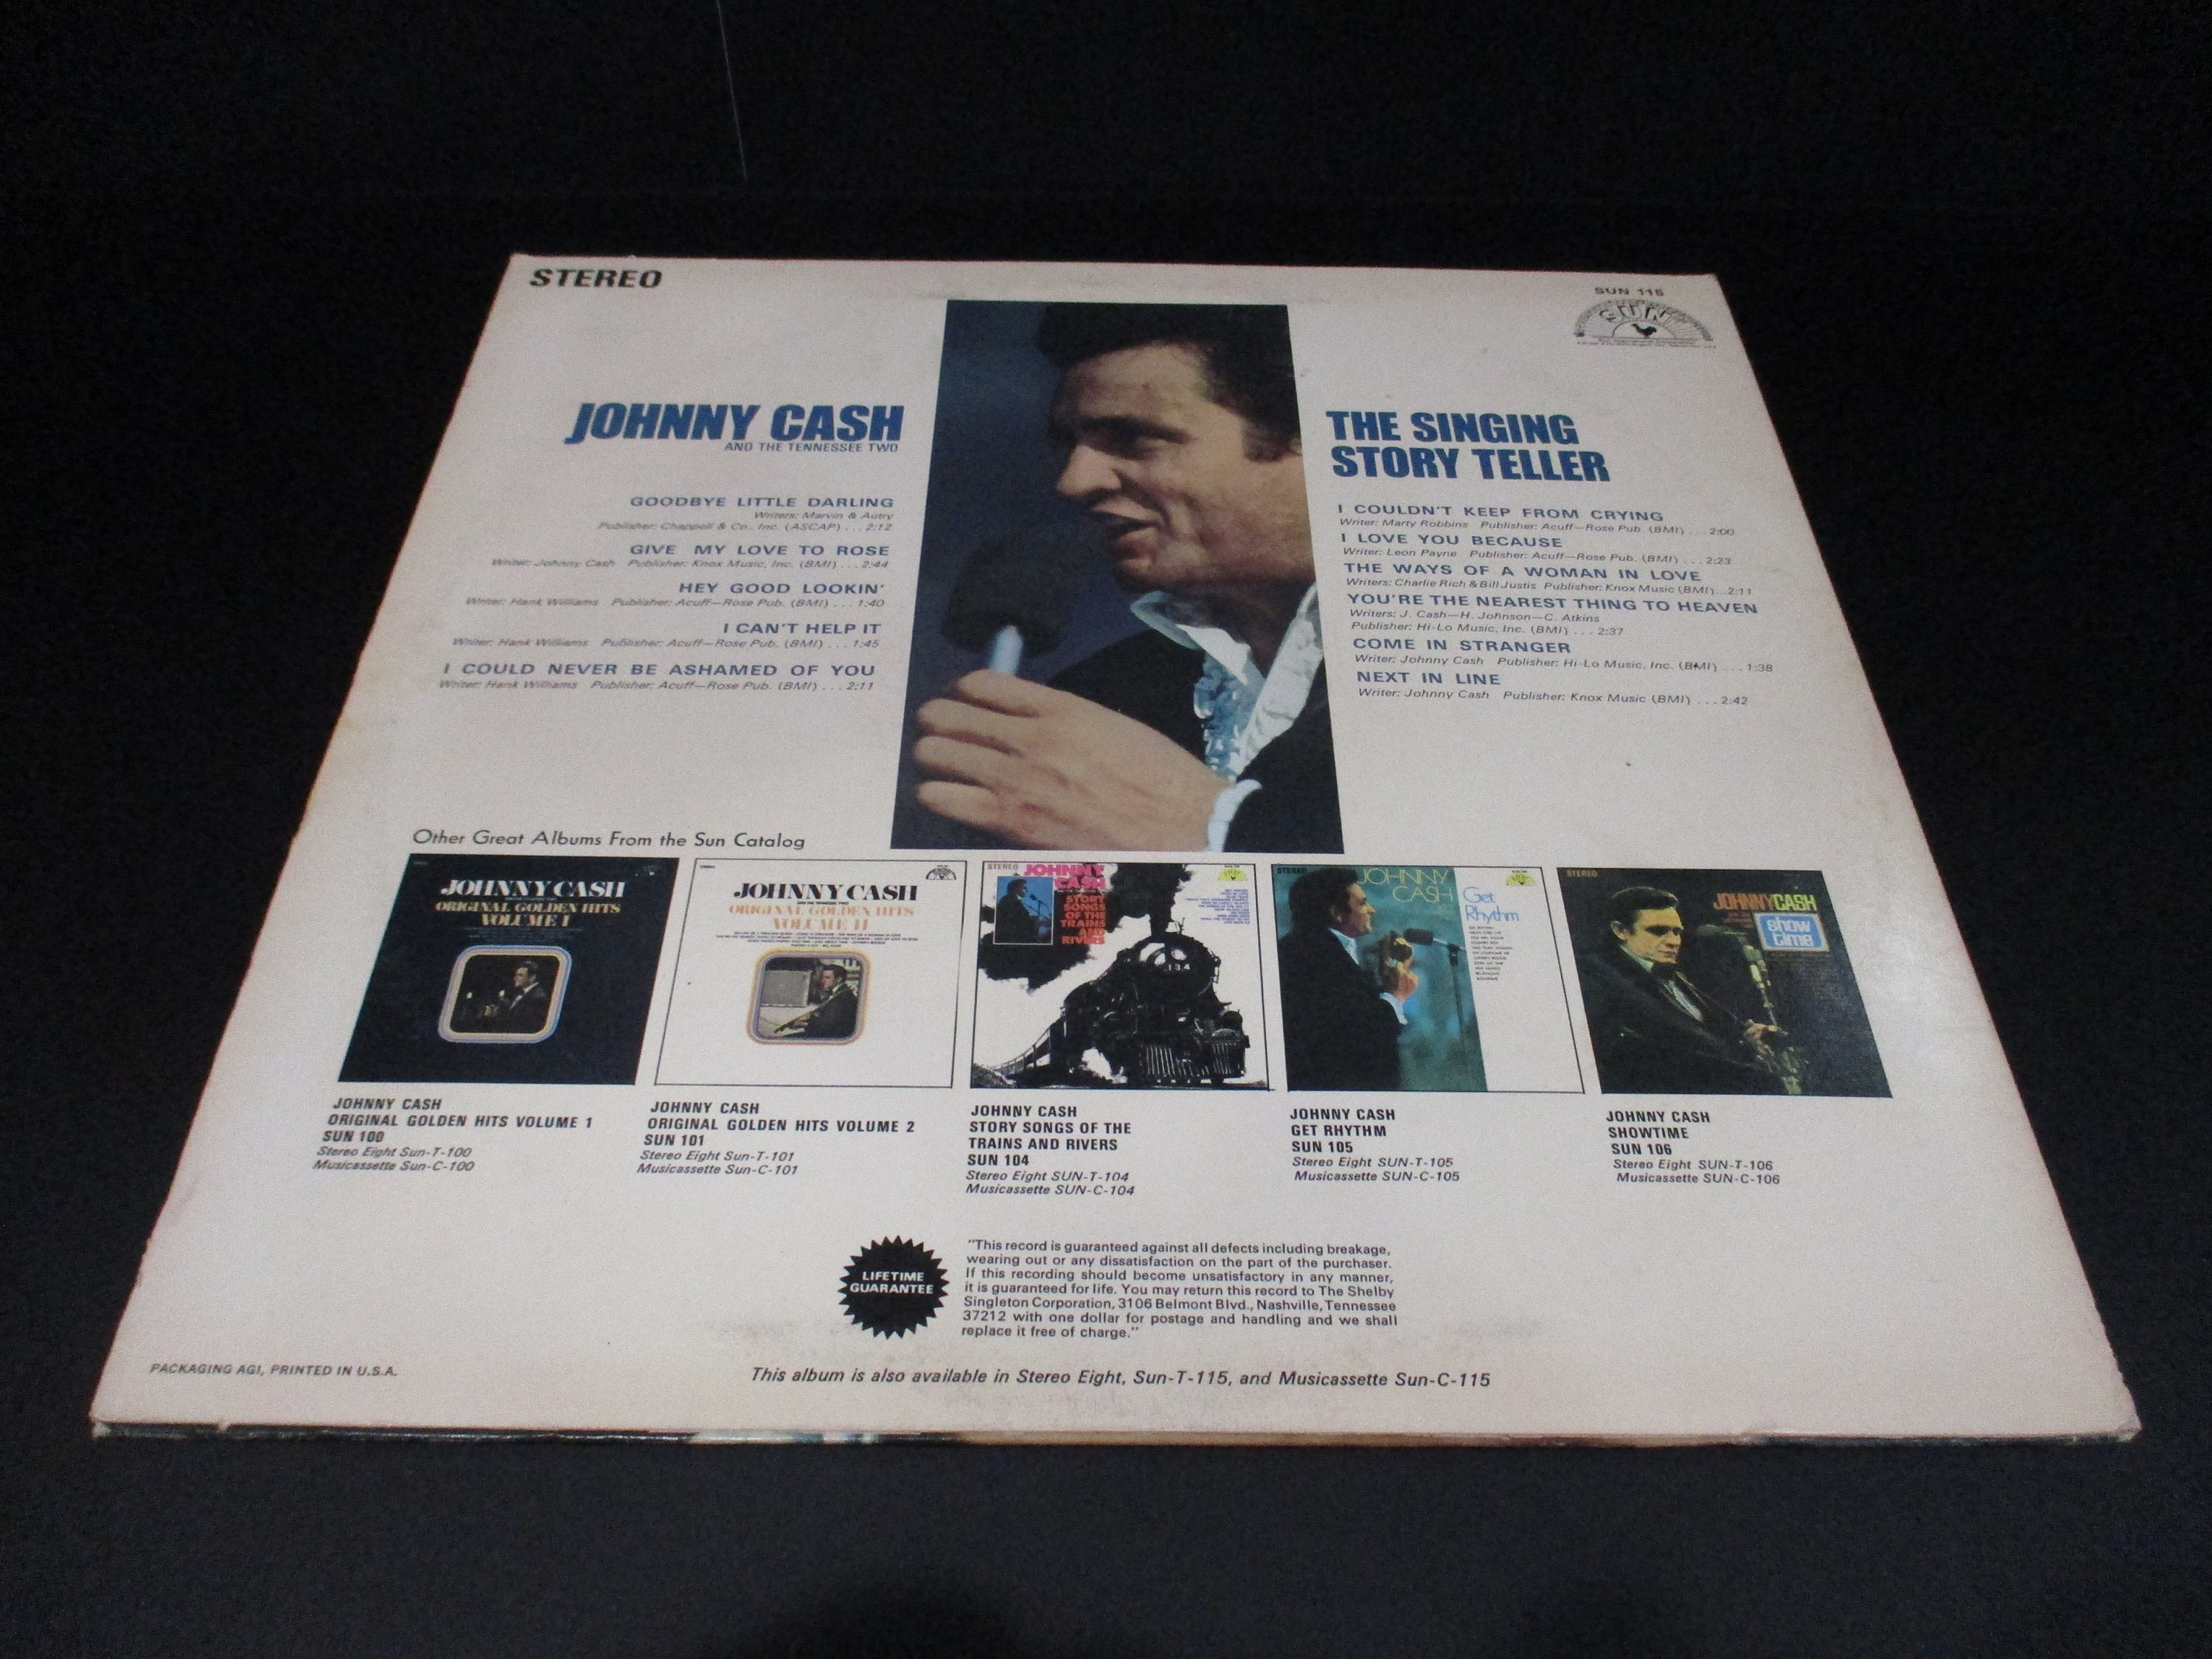 STEREO
SUN 115
SUN
JOHNNY CASH
AND THE TENNESSEE TWO
GOODBYE LITTLE DARLING
Writers: Marvin & Autry
Publisher: Chappell & Co., Inc. (ASCAP) . . . 2:12
GIVE MY LOVE TO ROSE
Writer: Johnny Cash Publisher: Knox Music, Inc. (BMI) . . . 2:44
HEY GOOD LOOKIN'
Writer: Hank Williams Publisher: Acuff—Rose Pub. (BMI) . . . 1:40
I CAN'T HELP IT
Writer: Hank Williams Publisher: Acuff—Rose Pub. (BMI) . . . 1:45
I COULD NEVER BE ASHAMED OF YOU
Writer: Hank Williams Publisher: Acuff—Rose Pub. (BMI) . . . 2:11
THE SINGING
STORY TELLER
I COULDN'T KEEP FROM CRYING
Writer: Marty Robbins Publisher: Acuff—Rose Pub. (BMI) . . . 2:00
I LOVE YOU BECAUSE
Writer: Leon Payne Publisher: Acuff—Rose Pub. (BMI) . . . 2:23
THE WAYS OF A WOMAN IN LOVE
Writers: Charlie Rich & Bill Justis Publisher: Knox Music (BMI)...2:11
YOU'RE THE NEAREST THING TO HEAVEN
Writers: J. Cash—H. Johnson—C. Atkins
Publisher: Hi-Lo Music, Inc. (BMI) . . . 2:37
COME IN STRANGER
Writer: Johnny Cash Publisher: Hi-Lo Music, Inc. (BMI) . . . 1:38
NEXT IN LINE
Writer: Johnny Cash Publisher: Knox Music (BMI) . . . 2:42
Other Great Albums From the Sun Catalog
JOHNNY CASH
ORIGINAL GOLDEN HITS
VOLUME I
JOHNNY CASH
ORIGINAL GOLDEN HITS
VOLUME II
STEREO
JOHNNY
CASH
STORY
SONGS
OF THE
TRAINS
AND
RIVERS
134
STEREO
JOHNNY
CASH
Get
Rhythm
STEREO
JOHNNY CASH
show
time
JOHNNY CASH
ORIGINAL GOLDEN HITS VOLUME 1
SUN 100
Stereo Eight Sun-T-100
Musicassette Sun-C-100
JOHNNY CASH
ORIGINAL GOLDEN HITS VOLUME 2
SUN 101
Stereo Eight Sun-T-101
Musicassette Sun-C-101
JOHNNY CASH
STORY SONGS OF THE
TRAINS AND RIVERS
SUN 104
Stereo Eight SUN-T-104
Musicassette SUN-C-104
JOHNNY CASH
GET RHYTHM
SUN 105
Stereo Eight SUN-T-105
Musicassette SUN-C-105
JOHNNY CASH
SHOWTIME
SUN 106
Stereo Eight SUN-T-106
Musicassette SUN-C-106
LIFETIME
GUARANTEE
"This record is guaranteed against all defects including breakage,
wearing out or any dissatisfaction on the part of the purchaser.
If this recording should become unsatisfactory in any manner,
it is guaranteed for life. You may return this record to The Shelby
Singleton Corporation, 3106 Belmont Blvd., Nashville, Tennessee
37212 with one dollar for postage and handling and we shall
replace it free of charge."
PACKAGING AGI, PRINTED IN U.S.A.
This album is also available in Stereo Eight, Sun-T-115, and Musicassette Sun-C-115